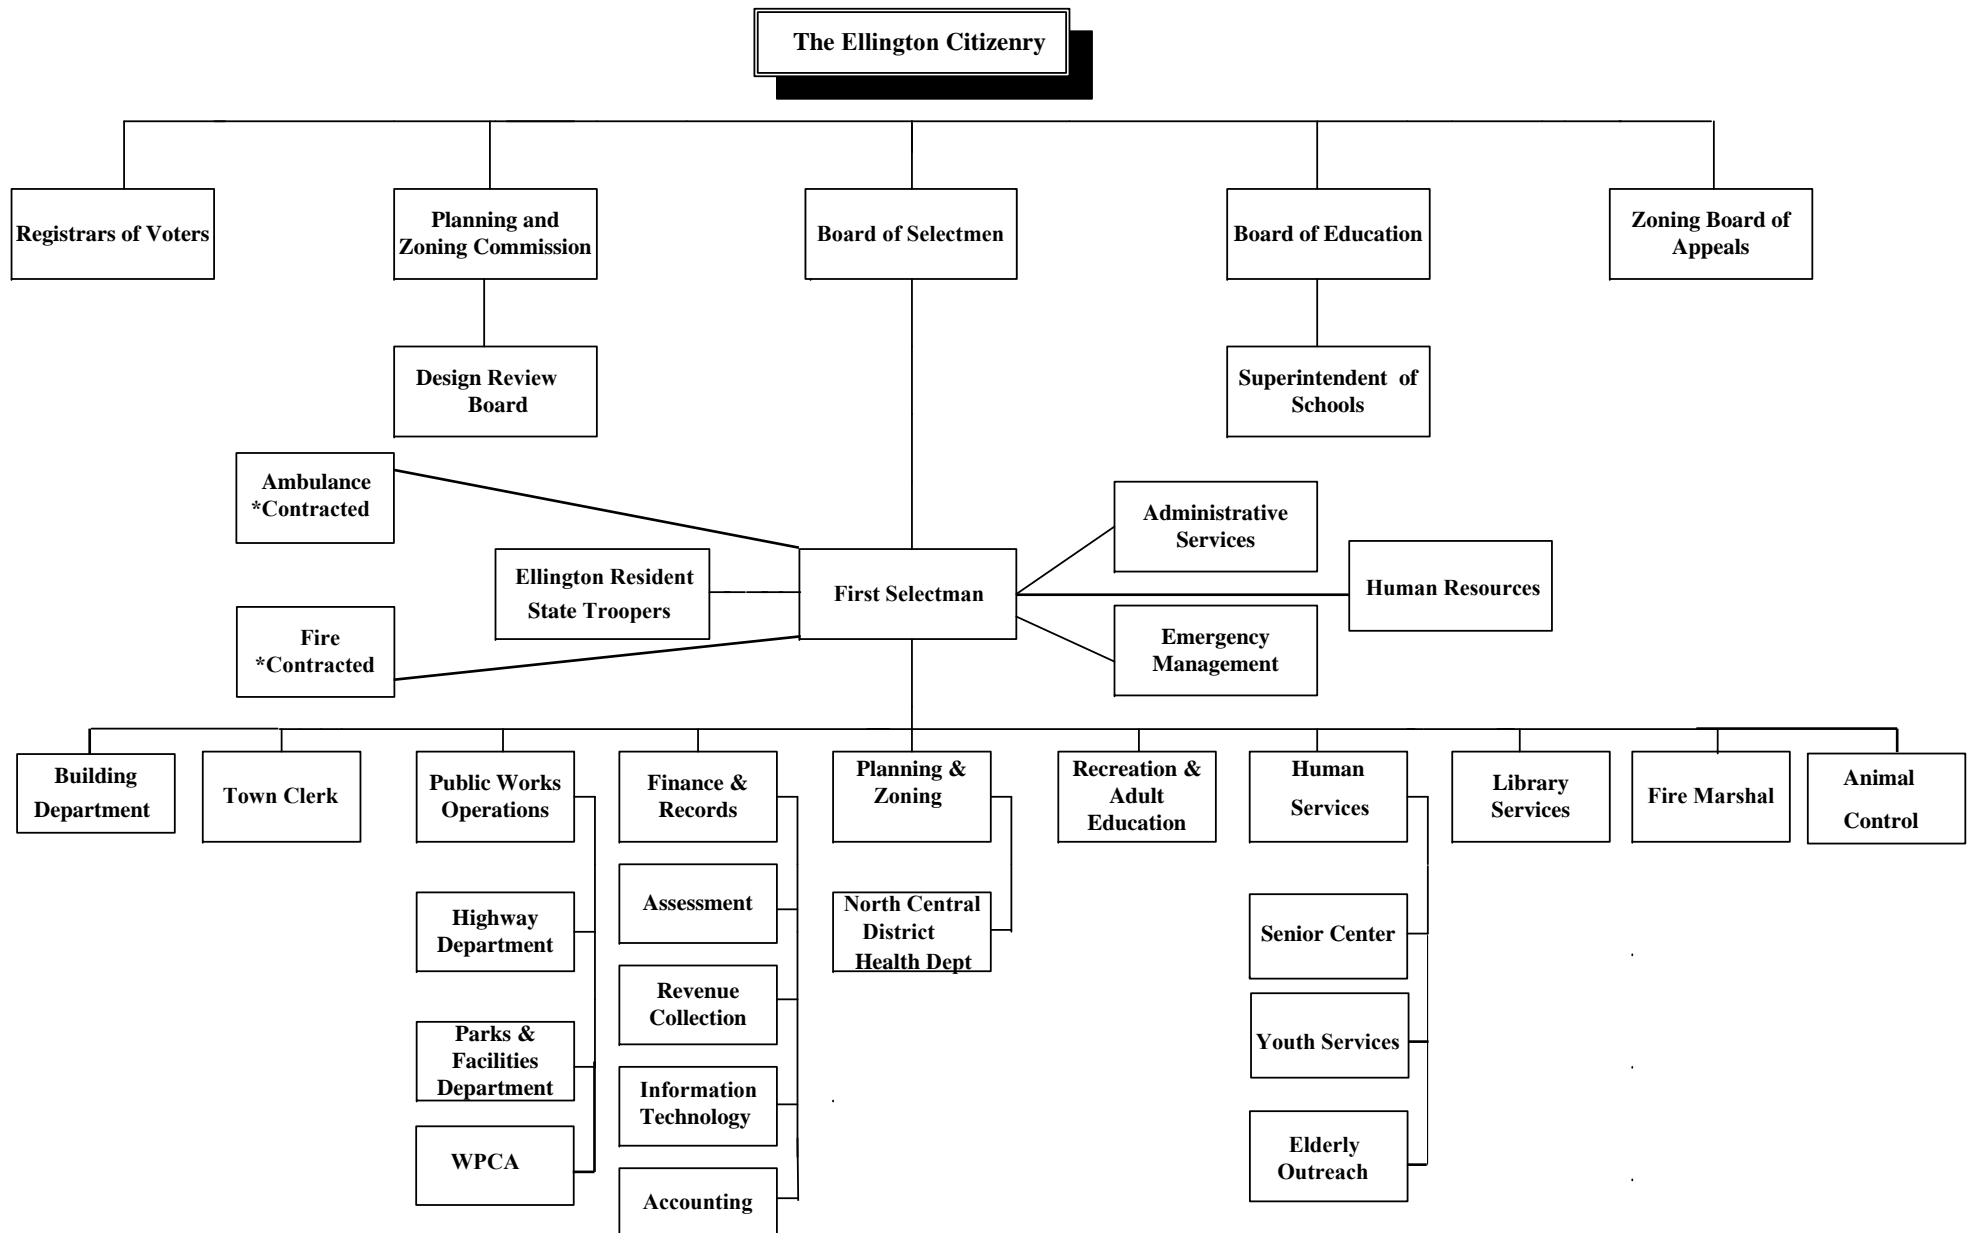 The Ellington Citizenry
Registrars of Voters
Planning and
Zoning Commission
Board of Selectmen
Board of Education
Zoning Board of
Appeals
Design Review
Board
Superintendent of
Schools
Ambulance
*Contracted
Ellington Resident
State Troopers
Fire
*Contracted
First Selectman
Administrative
Services
Human Resources
Emergency
Management
Building
Department
Town Clerk
Public Works
Operations
Finance &
Records
Planning &
Zoning
Recreation &
Adult
Education
Human
Services
Library
Services
Fire Marshal
Animal
Control
Highway
Department
Parks &
Facilities
Department
WPCA
Assessment
Revenue
Collection
Information
Technology
Accounting
North Central
District
Health Dept
Senior Center
Youth Services
Elderly
Outreach